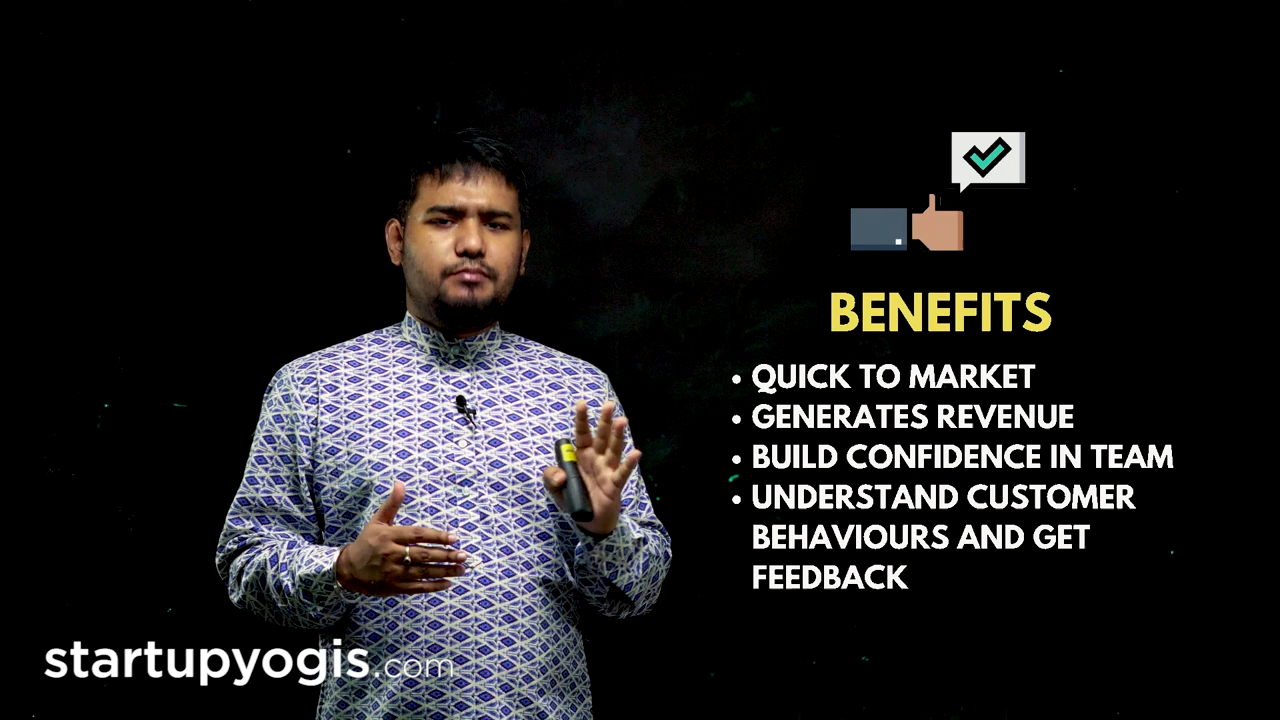 BENEFITS
• QUICK TO MARKET
• GENERATES REVENUE
• BUILD CONFIDENCE IN TEAM
• UNDERSTAND CUSTOMER
BEHAVIOURS AND GET
FEEDBACK
startupyogis.com